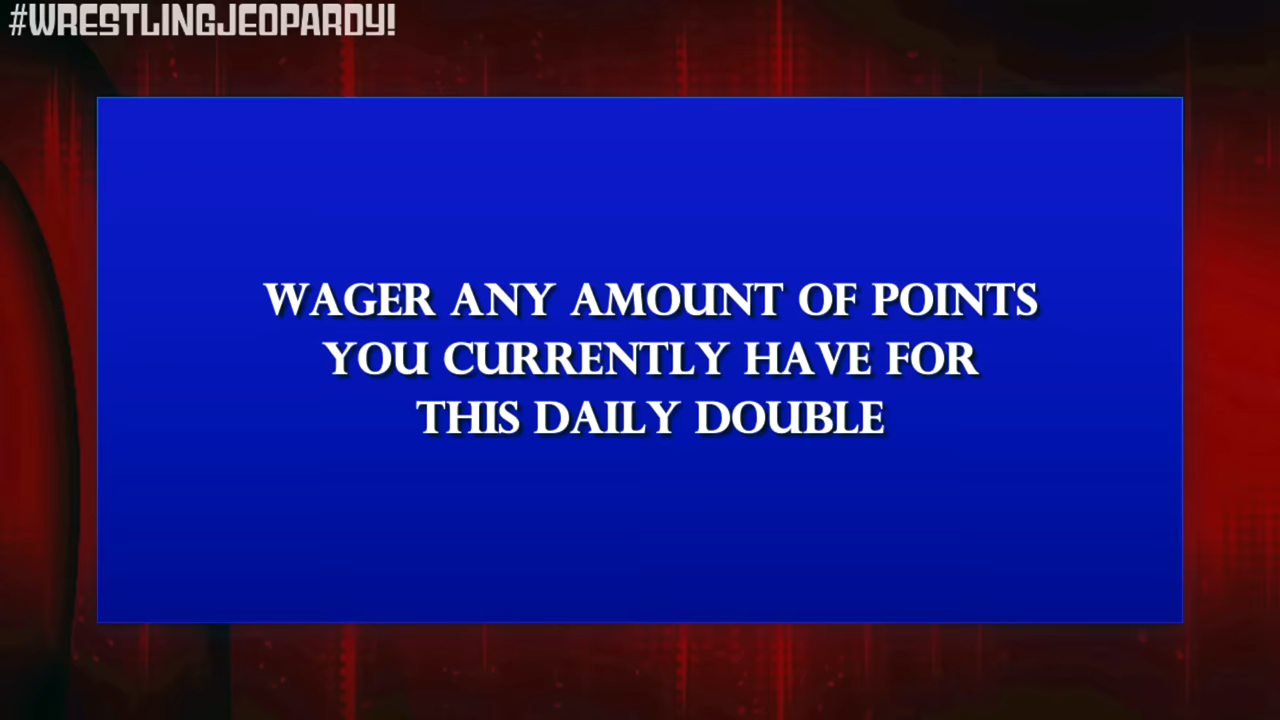 #WRESTLINGJEOPARDY!
WAGER ANY AMOUNT OF POINTS
YOU CURRENTLY HAVE FOR
THIS DAILY DOUBLE